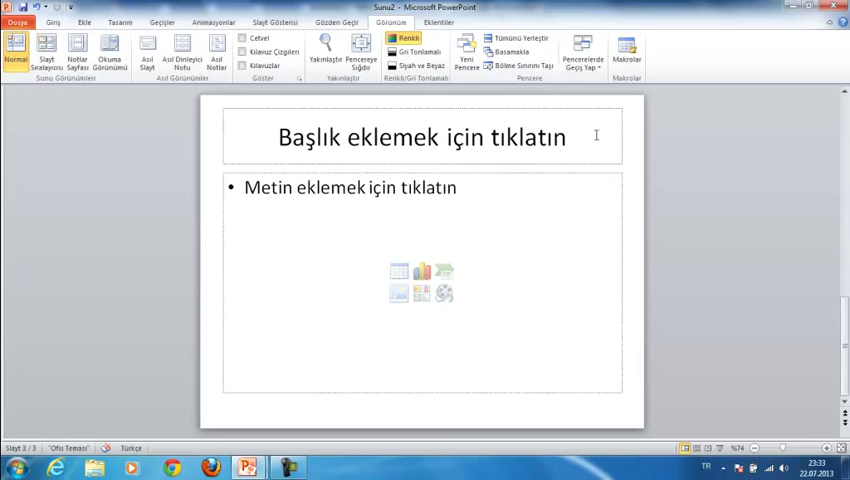 Sunu2 - Microsoft PowerPoint
Dosya Giriş Ekle Tasarım Geçişler Animasyonlar Slayt Gösterisi Gözden Geçir Görünüm Eklentiler
Normal
Slayt Sıralayıcısı
Notlar Sayfası
Okuma Görünümü
Sunu Görünümleri
Asıl Slayt
Asıl Dinleyici Notu
Asıl Notlar
Asıl Görünümler
Cetvel
Kılavuz Çizgileri
Kılavuzlar
Göster
Yakınlaştır
Pencereye Sığdır
Yakınlaştır
Renkli
Gri Tonlamalı
Siyah ve Beyaz
Renkli/Gri Tonlamalı
Yeni Pencere
Tümünü Yerleştir
Basamakla
Bölme Sınırını Taşı
Pencerelerde Geçiş Yap
Pencere
Makrolar
Makrolar
Başlık eklemek için tıklatın
• Metin eklemek için tıklatın
Slayt 3 / 3 "Ofis Teması" Türkçe %74
TR 23:33
22.07.2013